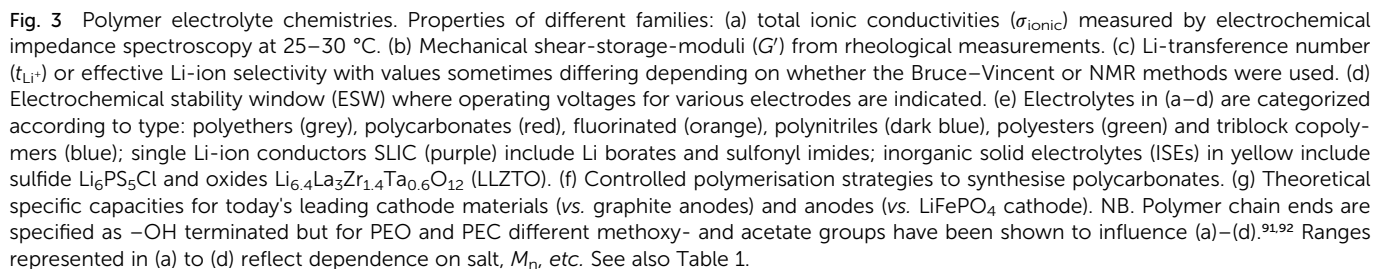 Fig. 3 Polymer electrolyte chemistries. Properties of different families: (a) total ionic conductivities (σionic) measured by electrochemical
impedance spectroscopy at 25–30 °C. (b) Mechanical shear-storage-moduli (G′) from rheological measurements. (c) Li-transference number
(tLi⁺) or effective Li-ion selectivity with values sometimes differing depending on whether the Bruce–Vincent or NMR methods were used. (d)
Electrochemical stability window (ESW) where operating voltages for various electrodes are indicated. (e) Electrolytes in (a–d) are categorized
according to type: polyethers (grey), polycarbonates (red), fluorinated (orange), polynitriles (dark blue), polyesters (green) and triblock copoly-
mers (blue); single Li-ion conductors SLIC (purple) include Li borates and sulfonyl imides; inorganic solid electrolytes (ISEs) in yellow include
sulfide Li₆PS₅Cl and oxides Li₆.₄La₃Zr₁.₄Ta₀.₆O₁₂ (LLZTO). (f) Controlled polymerisation strategies to synthesise polycarbonates. (g) Theoretical
specific capacities for today's leading cathode materials (vs. graphite anodes) and anodes (vs. LiFePO₄ cathode). NB. Polymer chain ends are
specified as –OH terminated but for PEO and PEC different methoxy- and acetate groups have been shown to influence (a)–(d).⁹¹,⁹² Ranges
represented in (a) to (d) reflect dependence on salt, Mn, etc. See also Table 1.